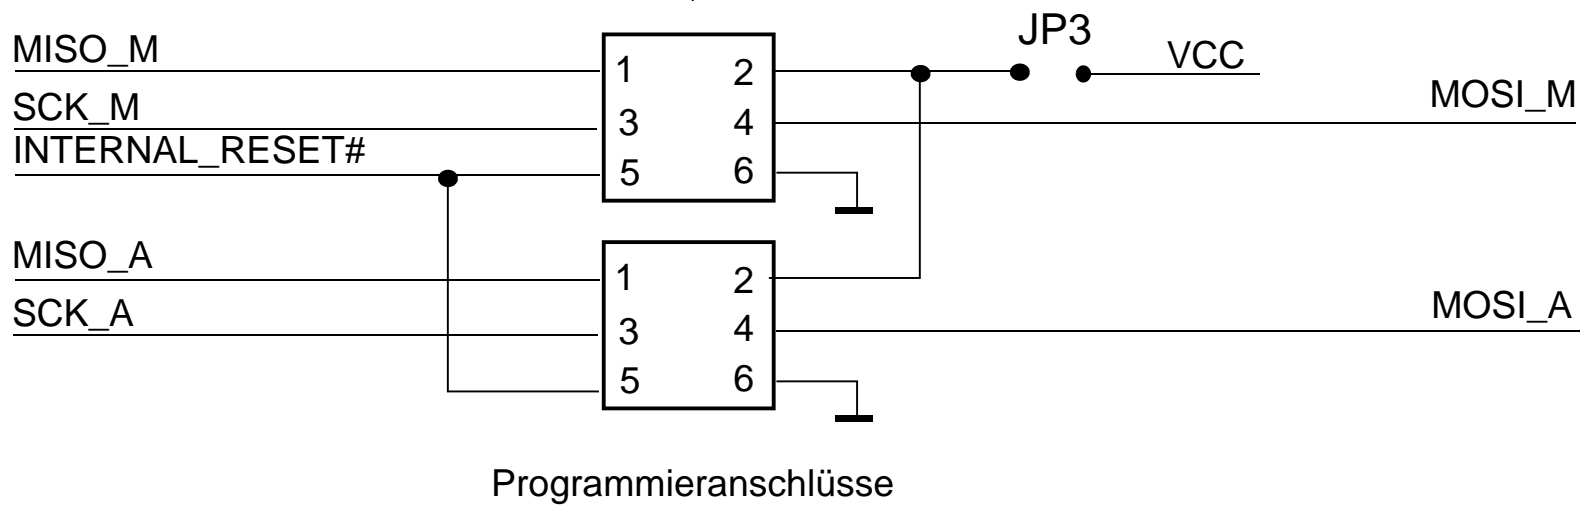 JP3
MISO_M
VCC
1 2
MOSI_M
SCK_M
3 4
INTERNAL_RESET#
5 6
MISO_A
1 2
SCK_A
MOSI_A
3 4
5 6
Programmieranschlüsse